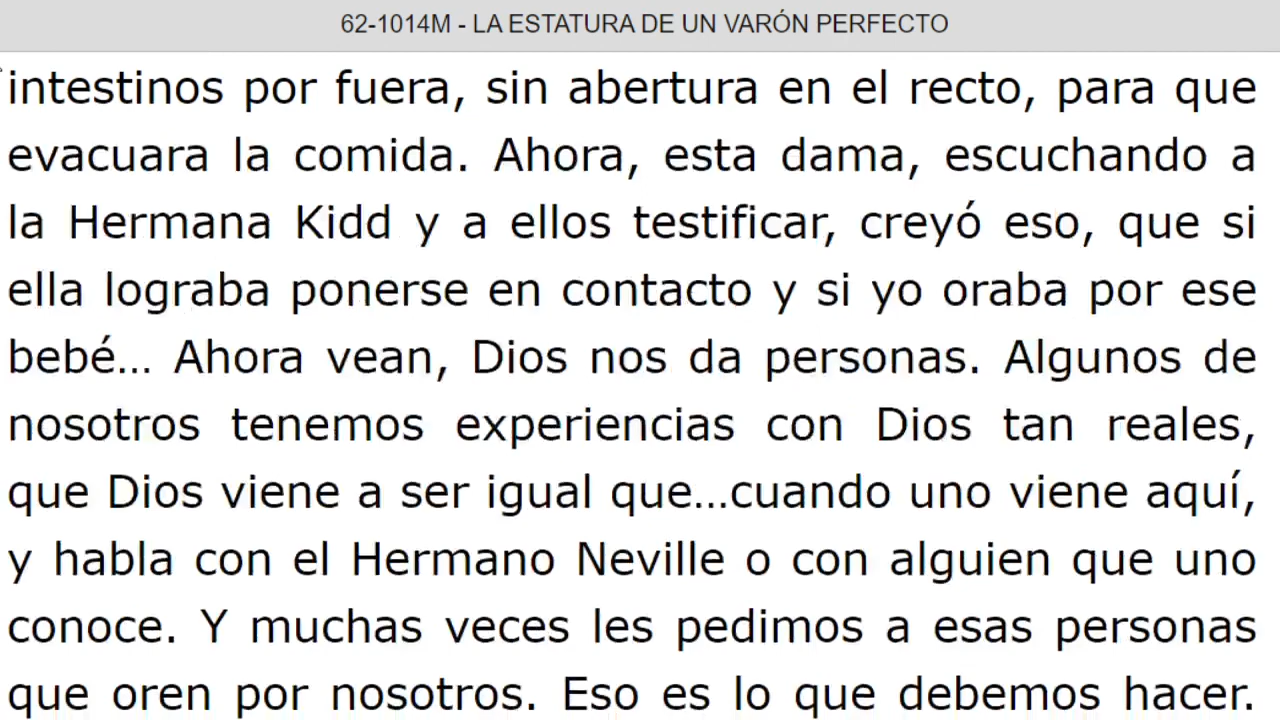 62-1014M - LA ESTATURA DE UN VARÓN PERFECTO
intestinos por fuera, sin abertura en el recto, para que
evacuara la comida. Ahora, esta dama, escuchando a
la Hermana Kidd y a ellos testificar, creyó eso, que si
ella lograba ponerse en contacto y si yo oraba por ese
bebé... Ahora vean, Dios nos da personas. Algunos de
nosotros tenemos experiencias con Dios tan reales,
que Dios viene a ser igual que...cuando uno viene aquí,
y habla con el Hermano Neville o con alguien que uno
conoce. Y muchas veces les pedimos a esas personas
que oren por nosotros. Eso es lo que debemos hacer.